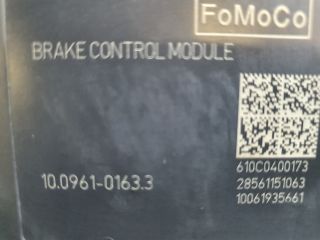 FoMoCo
BRAKE CONTROL MODULE
610C0400173
10.0961-0163.3
28561151063
10061935661